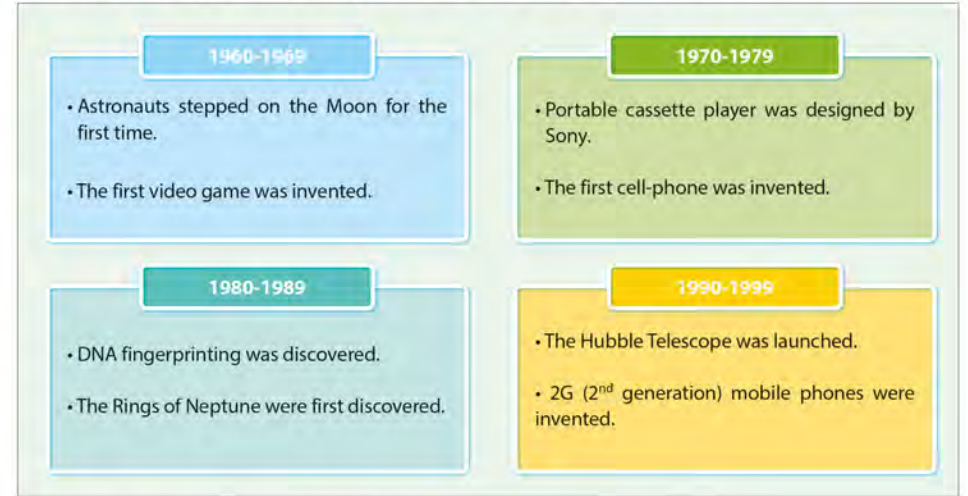 1960-1969
• Astronauts stepped on the Moon for the
first time.
• The first video game was invented.
1970-1979
• Portable cassette player was designed by
Sony.
• The first cell-phone was invented.
1980-1989
• DNA fingerprinting was discovered.
• The Rings of Neptune were first discovered.
1990-1999
• The Hubble Telescope was launched.
• 2G (2nd generation) mobile phones were
invented.